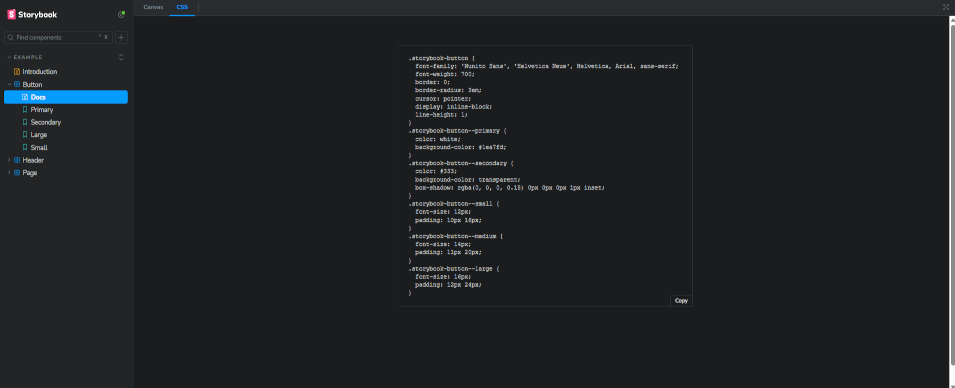 Storybook
Find components
EXAMPLE
Introduction
Button
Docs
Primary
Secondary
Large
Small
Header
Page
Canvas
CSS
.storybook-button {
font-family: 'Nunito Sans', 'Helvetica Neue', Helvetica, Arial, sans-serif;
font-weight: 700;
border: 0;
border-radius: 3em;
cursor: pointer;
display: inline-block;
line-height: 1;
}
.storybook-button--primary {
color: white;
background-color: #1ea7fd;
}
.storybook-button--secondary {
color: #333;
background-color: transparent;
box-shadow: rgba(0, 0, 0, 0.15) 0px 0px 0px 1px inset;
}
.storybook-button--small {
font-size: 12px;
padding: 10px 16px;
}
.storybook-button--medium {
font-size: 14px;
padding: 11px 20px;
}
.storybook-button--large {
font-size: 16px;
padding: 12px 24px;
}
Copy